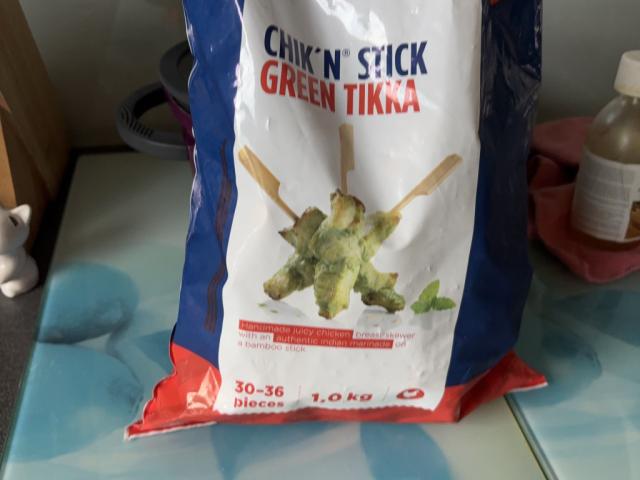 CHIK´N® STICK
GREEN TIKKA
Handmade juicy chicken breast skewer
with an authentic indian marinade on
a bamboo stick
30-36 1,0 kg
pieces